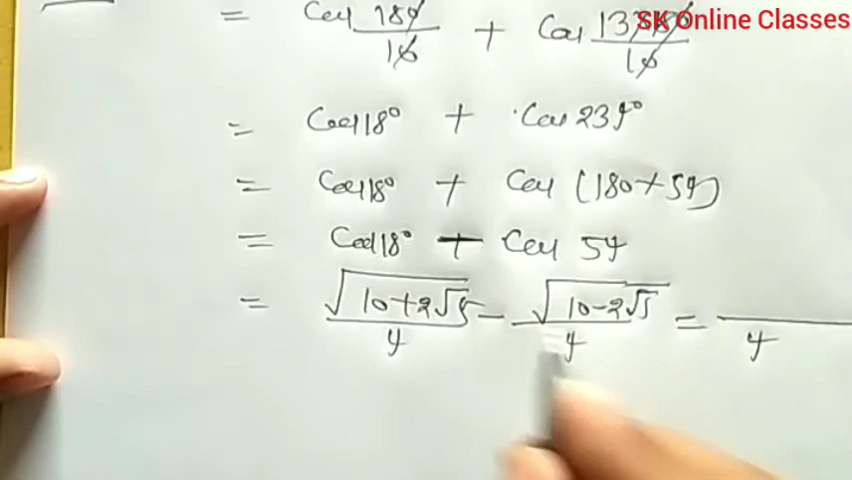 SK Online Classes
= Cos 180/10 + Cos 13
= Cos 18° + Cos 234°
= Cos 18° + Cos (180+54)
= Cos 18° - Cos 54
= √10+2√5/4 - √10-2√5/4 = /4